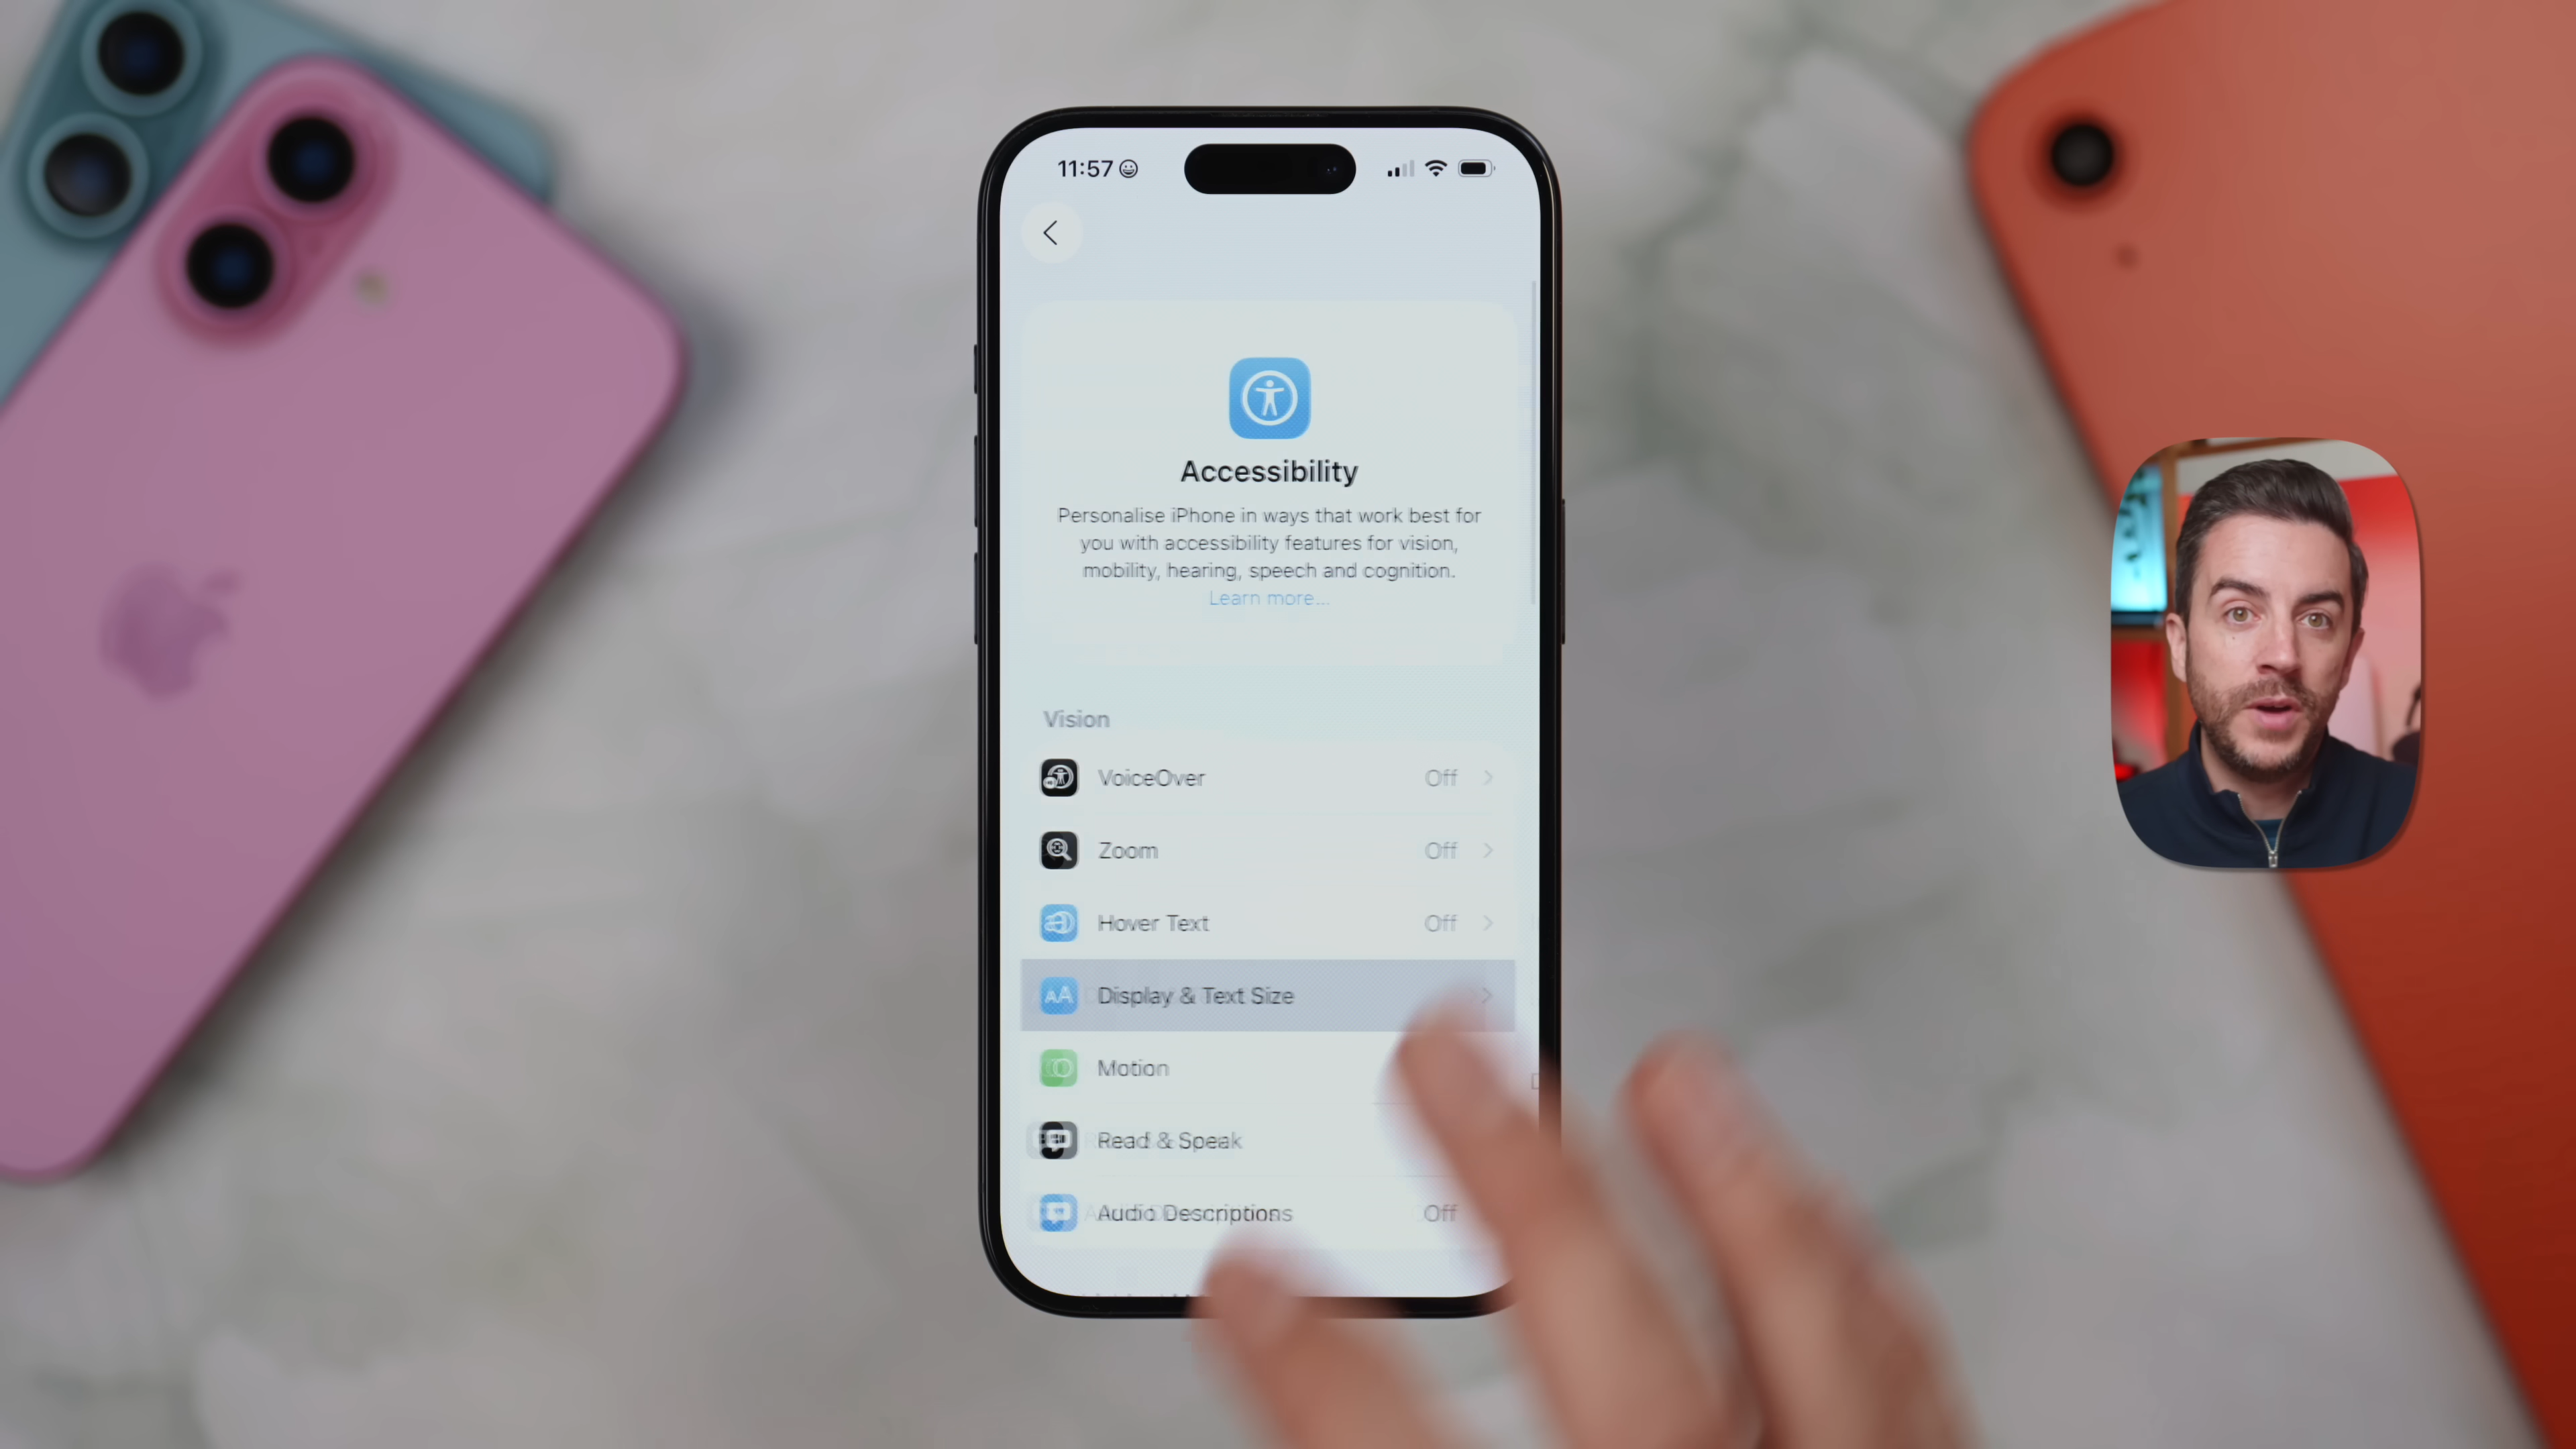 11:57
Accessibility
Personalise iPhone in ways that work best for
you with accessibility features for vision,
mobility, hearing, speech and cognition.
Learn more...
Vision
VoiceOver Off
Zoom Off
Hover Text Off
Display & Text Size
Motion
Read & Speak
Audio Descriptions Off